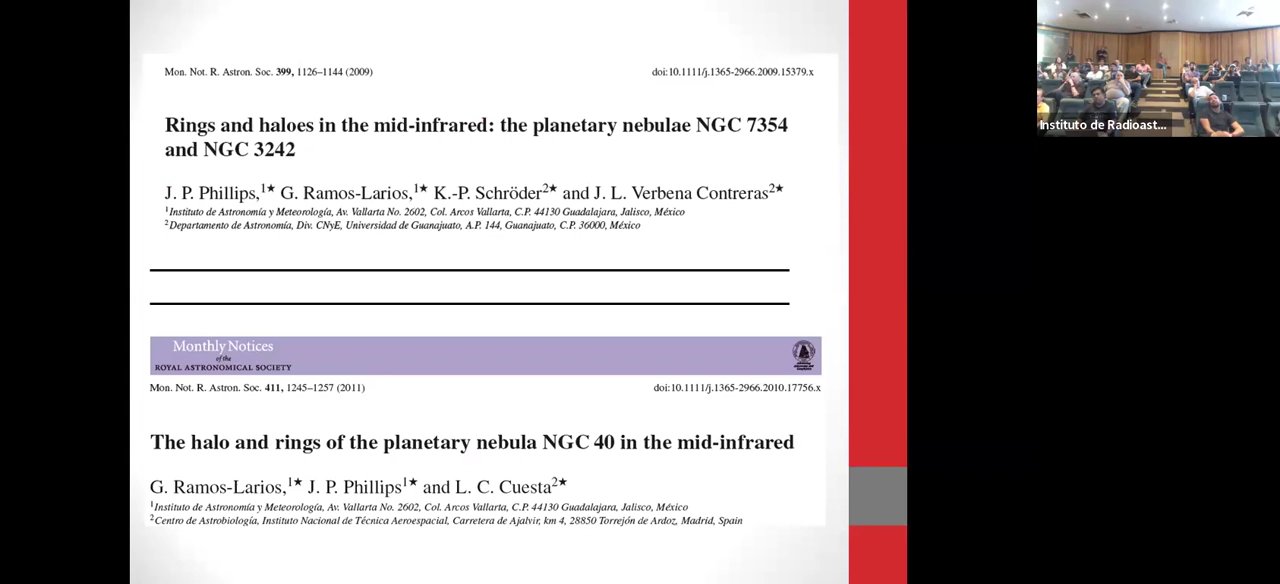 Mon. Not. R. Astron. Soc. 399, 1126–1144 (2009)
doi:10.1111/j.1365-2966.2009.15379.x
Rings and haloes in the mid-infrared: the planetary nebulae NGC 7354
and NGC 3242
J. P. Phillips,1★ G. Ramos-Larios,1★ K.-P. Schröder2★ and J. L. Verbena Contreras2★
1Instituto de Astronomía y Meteorología, Av. Vallarta No. 2602, Col. Arcos Vallarta, C.P. 44130 Guadalajara, Jalisco, México
2Departamento de Astronomía, Div. CNyE, Universidad de Guanajuato, A.P. 144, Guanajuato, C.P. 36000, México
Monthly Notices
of the
ROYAL ASTRONOMICAL SOCIETY
Mon. Not. R. Astron. Soc. 411, 1245–1257 (2011)
doi:10.1111/j.1365-2966.2010.17756.x
The halo and rings of the planetary nebula NGC 40 in the mid-infrared
G. Ramos-Larios,1★ J. P. Phillips1★ and L. C. Cuesta2★
1Instituto de Astronomía y Meteorología, Av. Vallarta No. 2602, Col. Arcos Vallarta, C.P. 44130 Guadalajara, Jalisco, México
2Centro de Astrobiología, Instituto Nacional de Técnica Aeroespacial, Carretera de Ajalvir, km 4, 28850 Torrejón de Ardoz, Madrid, Spain
Instituto de Radioast...